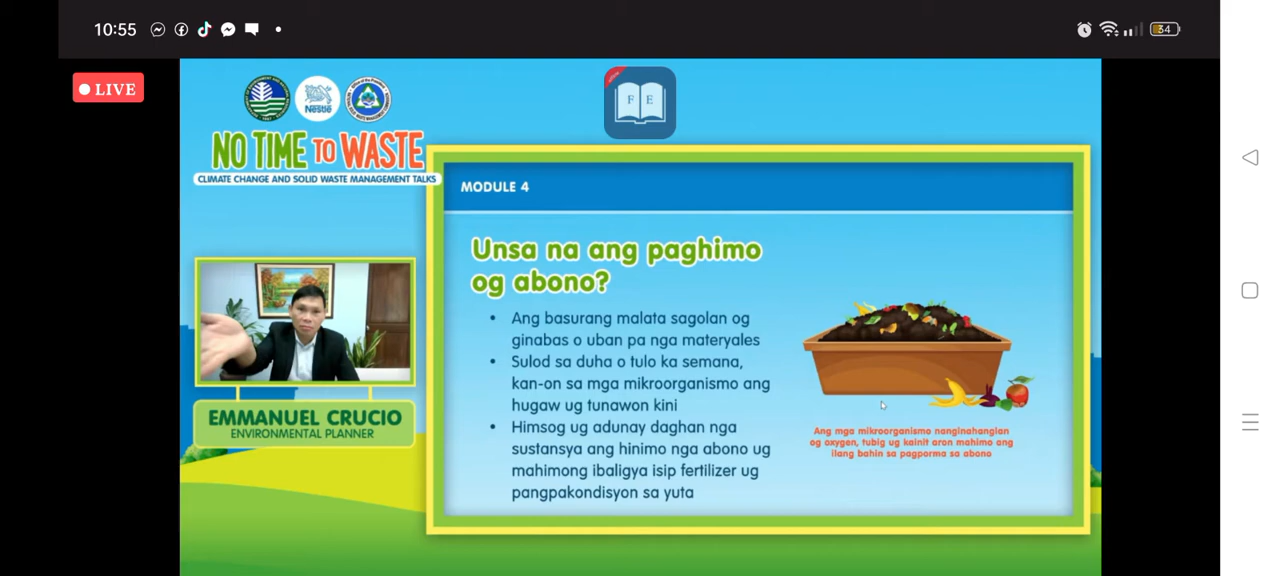 10:55
34
LIVE
Nestlé
NO TIME TO WASTE
CLIMATE CHANGE AND SOLID WASTE MANAGEMENT TALKS
F E
MODULE 4
Unsa na ang paghimo
og abono?
• Ang basurang malata sagolan og
ginabas o uban pa nga materyales
• Sulod sa duha o tulo ka semana,
kan-on sa mga mikroorganismo ang
hugaw ug tunawon kini
• Himsog ug adunay daghan nga
sustansya ang hinimo nga abono ug
mahimong ibaligya isip fertilizer ug
pangpakondisyon sa yuta
Ang mga mikroorganismo nanginahanglan
og oxygen, tubig ug kainit aron mahimo ang
ilang bahin sa pagporma sa abono
EMMANUEL CRUCIO
ENVIRONMENTAL PLANNER